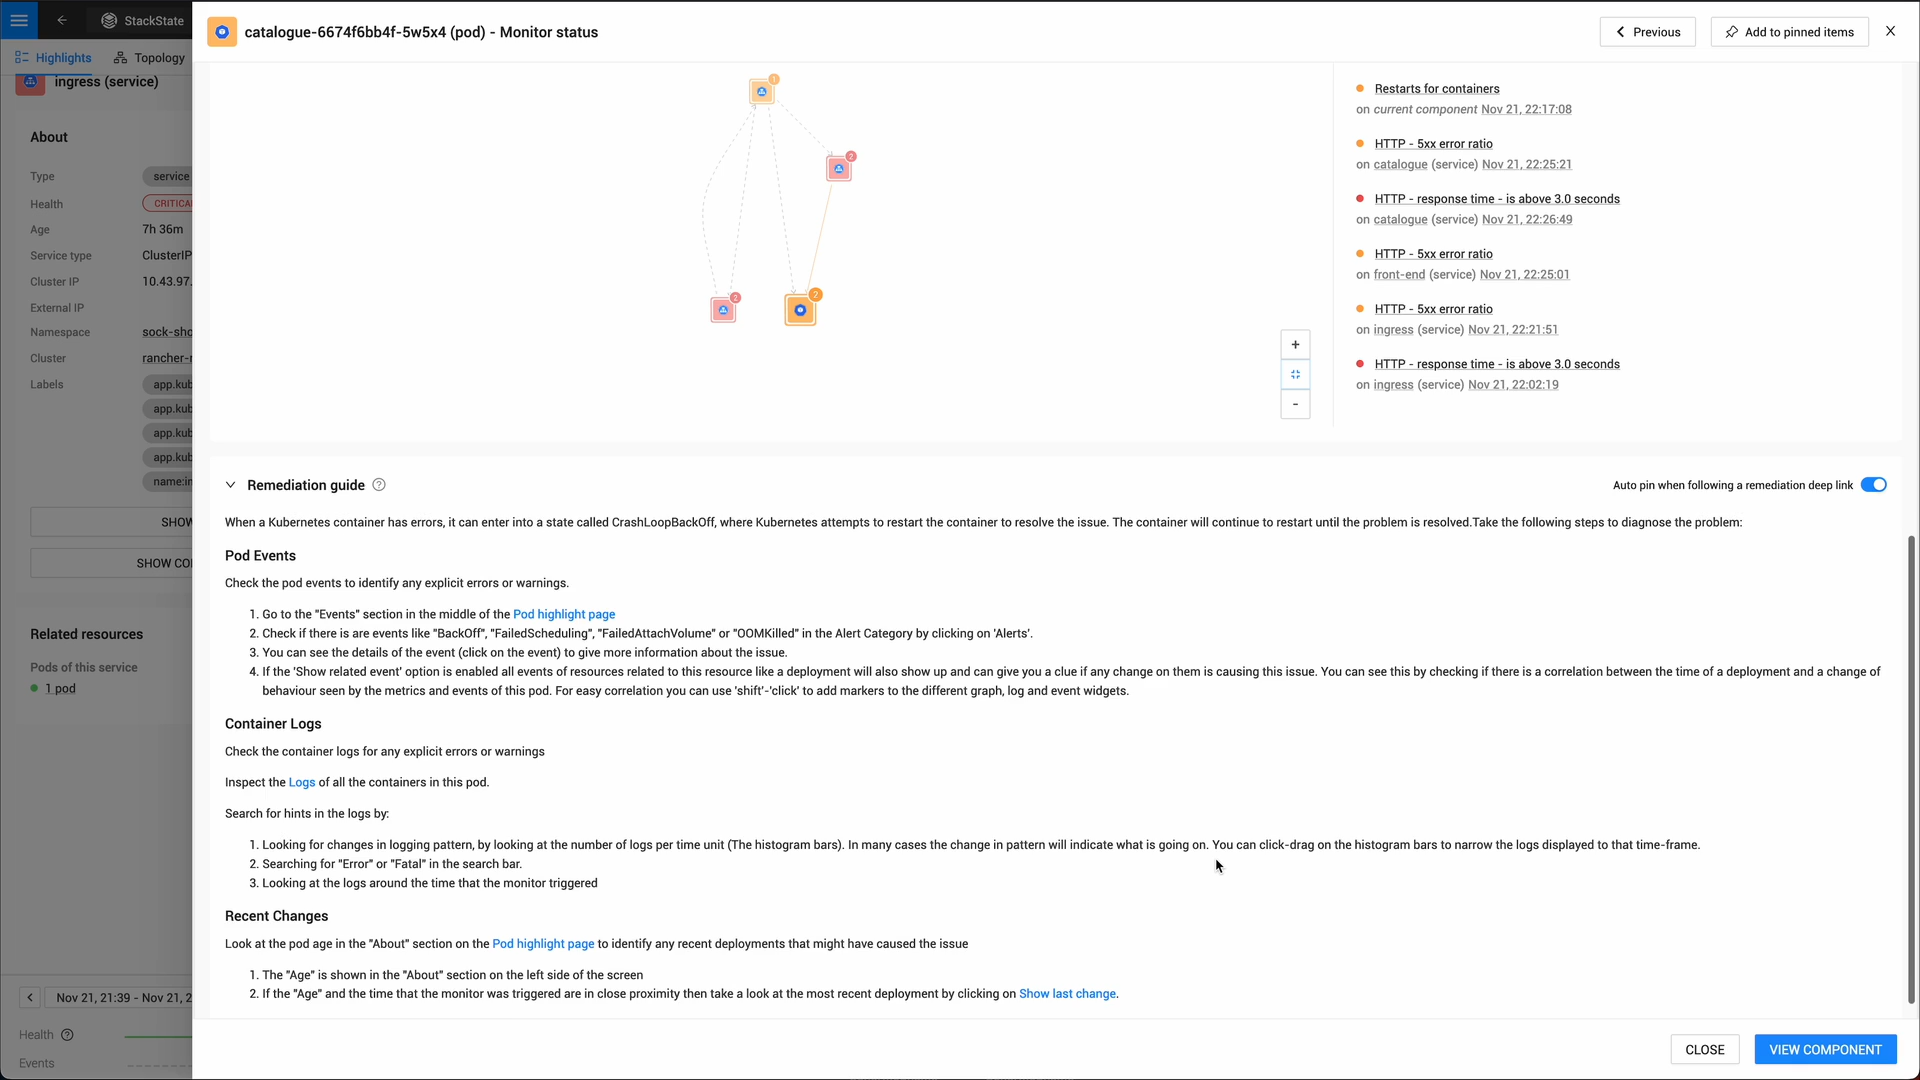 StackState
catalogue-6674f6bb4f-5w5x4 (pod) - Monitor status
Previous
Add to pinned items
Highlights
Topology
ingress (service)
About
Type
service
Health
CRITICA
Age
7h 36m
Service type
ClusterIP
Cluster IP
10.43.97.
External IP
Namespace
sock-sho
Cluster
rancher-
Labels
app.kub
app.kub
app.kub
app.kub
name:in
SHOW
SHOW CO
Related resources
Pods of this service
1 pod
Nov 21, 21:39 - Nov 21, 2
Health
Events
1
2
2
2
+
-
Restarts for containers
on current component Nov 21, 22:17:08
HTTP - 5xx error ratio
on catalogue (service) Nov 21, 22:25:21
HTTP - response time - is above 3.0 seconds
on catalogue (service) Nov 21, 22:26:49
HTTP - 5xx error ratio
on front-end (service) Nov 21, 22:25:01
HTTP - 5xx error ratio
on ingress (service) Nov 21, 22:21:51
HTTP - response time - is above 3.0 seconds
on ingress (service) Nov 21, 22:02:19
Remediation guide ?
Auto pin when following a remediation deep link
When a Kubernetes container has errors, it can enter into a state called CrashLoopBackOff, where Kubernetes attempts to restart the container to resolve the issue. The container will continue to restart until the problem is resolved.Take the following steps to diagnose the problem:
Pod Events
Check the pod events to identify any explicit errors or warnings.
1. Go to the "Events" section in the middle of the Pod highlight page
2. Check if there is are events like "BackOff", "FailedScheduling", "FailedAttachVolume" or "OOMKilled" in the Alert Category by clicking on 'Alerts'.
3. You can see the details of the event (click on the event) to give more information about the issue.
4. If the 'Show related event' option is enabled all events of resources related to this resource like a deployment will also show up and can give you a clue if any change on them is causing this issue. You can see this by checking if there is a correlation between the time of a deployment and a change of
behaviour seen by the metrics and events of this pod. For easy correlation you can use 'shift'-'click' to add markers to the different graph, log and event widgets.
Container Logs
Check the container logs for any explicit errors or warnings
Inspect the Logs of all the containers in this pod.
Search for hints in the logs by:
1. Looking for changes in logging pattern, by looking at the number of logs per time unit (The histogram bars). In many cases the change in pattern will indicate what is going on. You can click-drag on the histogram bars to narrow the logs displayed to that time-frame.
2. Searching for "Error" or "Fatal" in the search bar.
3. Looking at the logs around the time that the monitor triggered
Recent Changes
Look at the pod age in the "About" section on the Pod highlight page to identify any recent deployments that might have caused the issue
1. The "Age" is shown in the "About" section on the left side of the screen
2. If the "Age" and the time that the monitor was triggered are in close proximity then take a look at the most recent deployment by clicking on Show last change.
CLOSE
VIEW COMPONENT